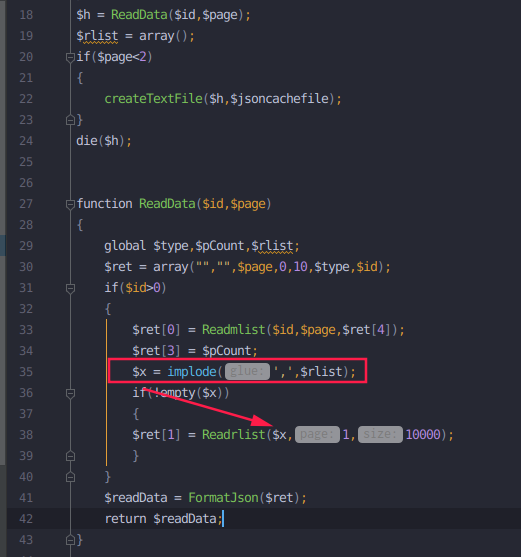 18 $h = ReadData($id,$page);
19 $rlist = array();
20 if($page<2)
21 {
22 createTextFile($h,$jsoncachefile);
23 }
24 die($h);
25
26
27 function ReadData($id,$page)
28 {
29 global $type,$pCount,$rlist;
30 $ret = array("","",$page,0,10,$type,$id);
31 if($id>0)
32 {
33 $ret[0] = Readmlist($id,$page,$ret[4]);
34 $ret[3] = $pCount;
35 $x = implode( glue: ',',$rlist);
36 if(!empty($x))
37 {
38 $ret[1] = Readrlist($x, page: 1, size: 10000);
39 }
40 }
41 $readData = FormatJson($ret);
42 return $readData;
43 }